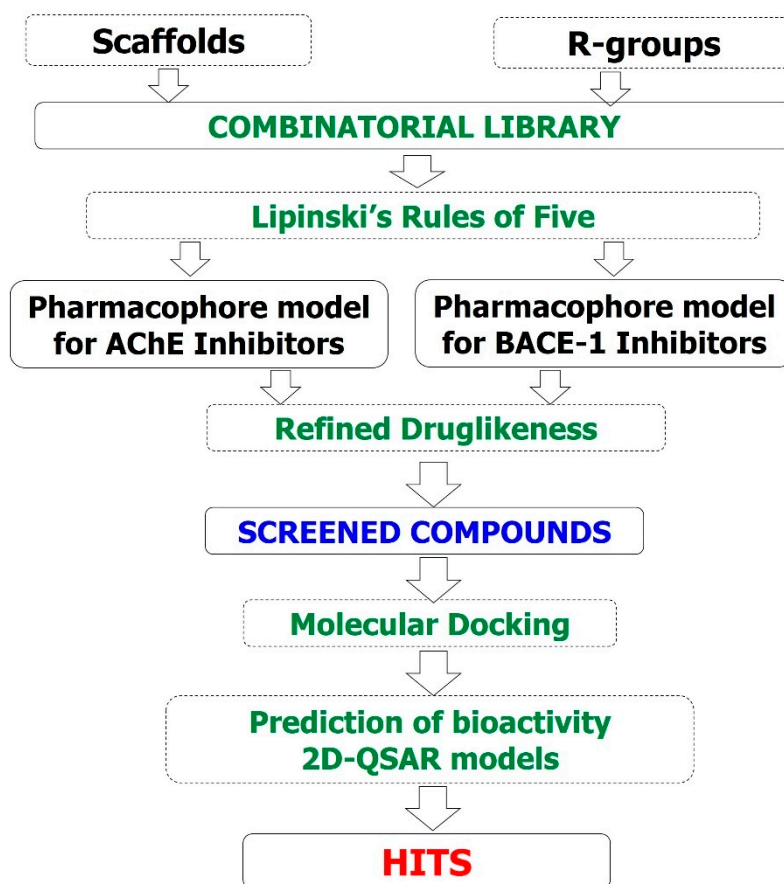 Scaffolds
R-groups
COMBINATORIAL LIBRARY
Lipinski’s Rules of Five
Pharmacophore model
for AChE Inhibitors
Pharmacophore model
for BACE-1 Inhibitors
Refined Druglikeness
SCREENED COMPOUNDS
Molecular Docking
Prediction of bioactivity
2D-QSAR models
HITS